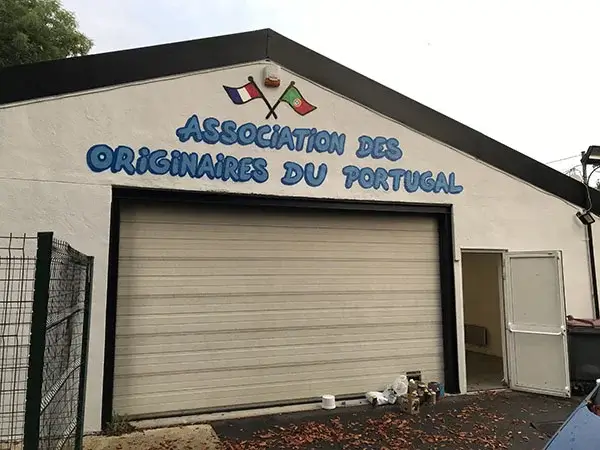 ASSOCIATION DES
ORIGINAIRES DU PORTUGAL